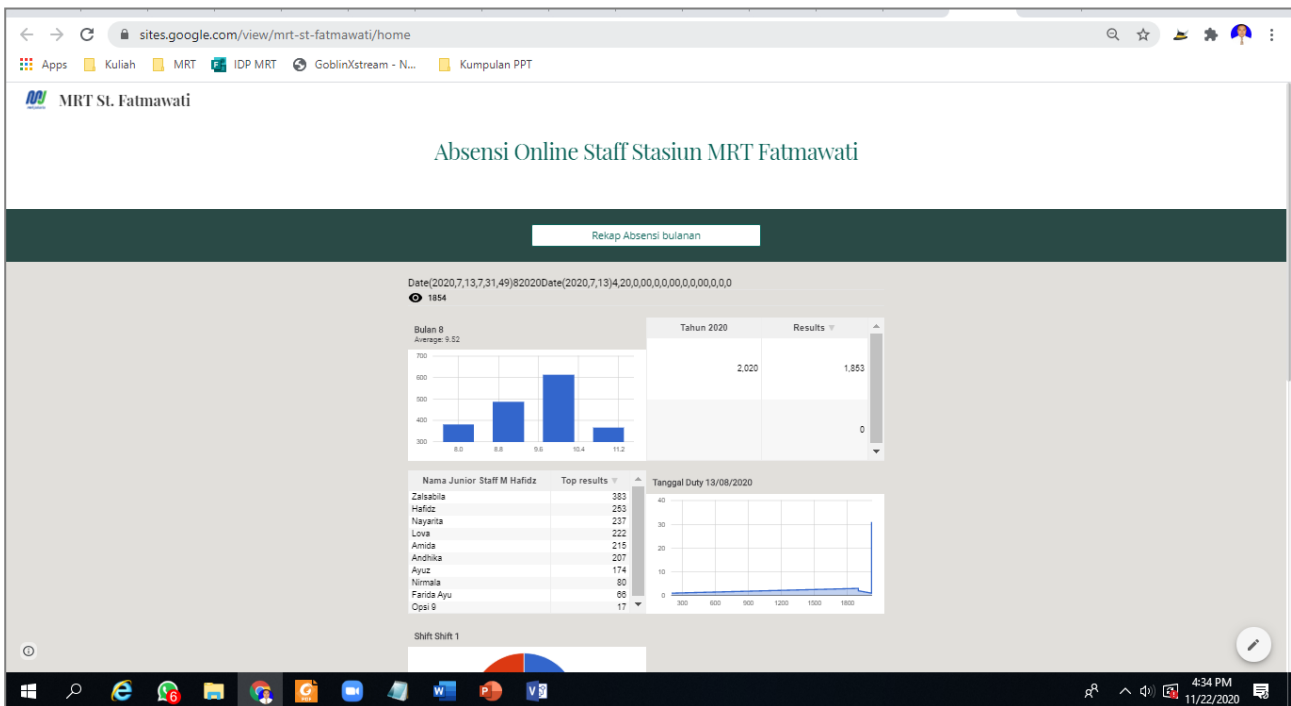 sites.google.com/view/mrt-st-fatmawati/home
Apps Kuliah MRT IDP MRT GoblinXstream - N... Kumpulan PPT
MRT St. Fatmawati
Absensi Online Staff Stasiun MRT Fatmawati
Rekap Absensi bulanan
Date(2020,7,13,7,31,49)82020Date(2020,7,13)4,20,0,00,0,0,00,0,0,00,0,0,0
1854
Bulan 8
Average: 9.52
700
600
500
400
300
8.0 8.8 9.6 10.4 11.2
Tahun 2020 Results
2,020 1,853
0
Nama Junior Staff M Hafidz Top results
Zalsabila 383
Hafidz 253
Nayarita 237
Lova 222
Amida 215
Andhika 207
Ayuz 174
Nirmala 80
Farida Ayu 66
Opsi 9 17
Tanggal Duty 13/08/2020
40
30
20
10
0
300 600 900 1200 1500 1800
Shift Shift 1
6
4:34 PM
11/22/2020